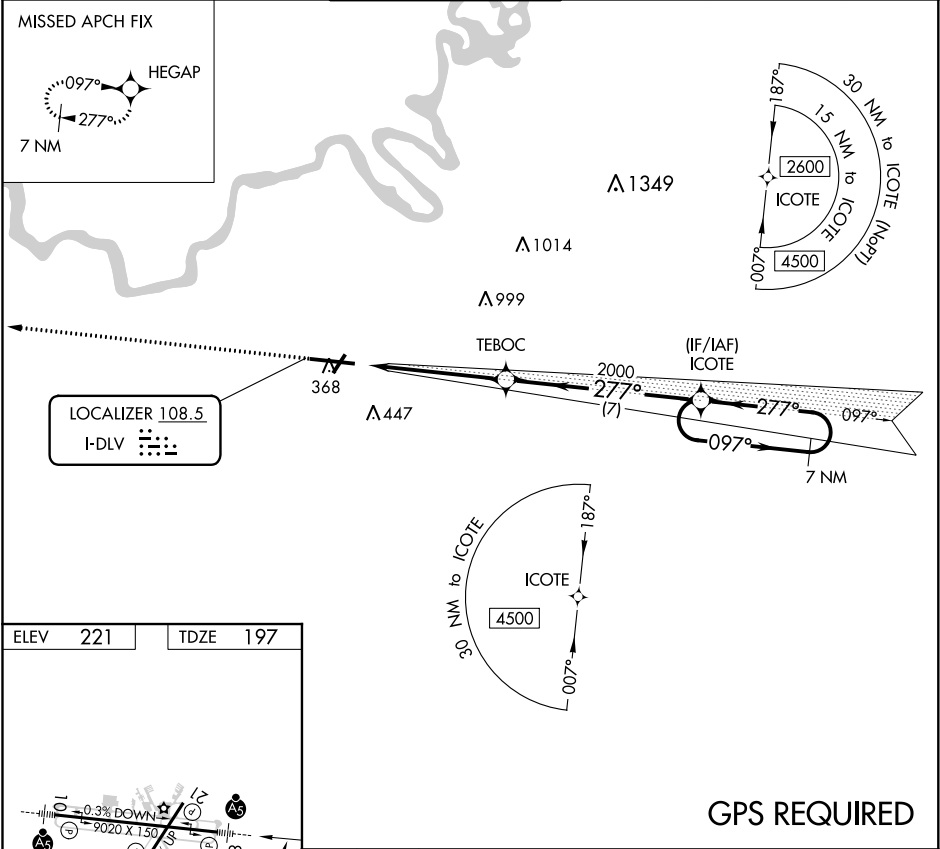 MISSED APCH FIX
097°
HEGAP
277°
7 NM
1349
1014
999
187°
30 NM to ICOTE (NoPT)
15 NM to ICOTE
2600
ICOTE
007°
4500
TEBOC
(IF/IAF)
ICOTE
2000
277°
(7)
277°
097°
097°
7 NM
368
447
LOCALIZER 108.5
I-DLV
30 NM to ICOTE
187°
ICOTE
4500
007°
ELEV 221
TDZE 197
10
0.3% DOWN
9020 X 150
21
P
A5
P
P
A5
UP
GPS REQUIRED